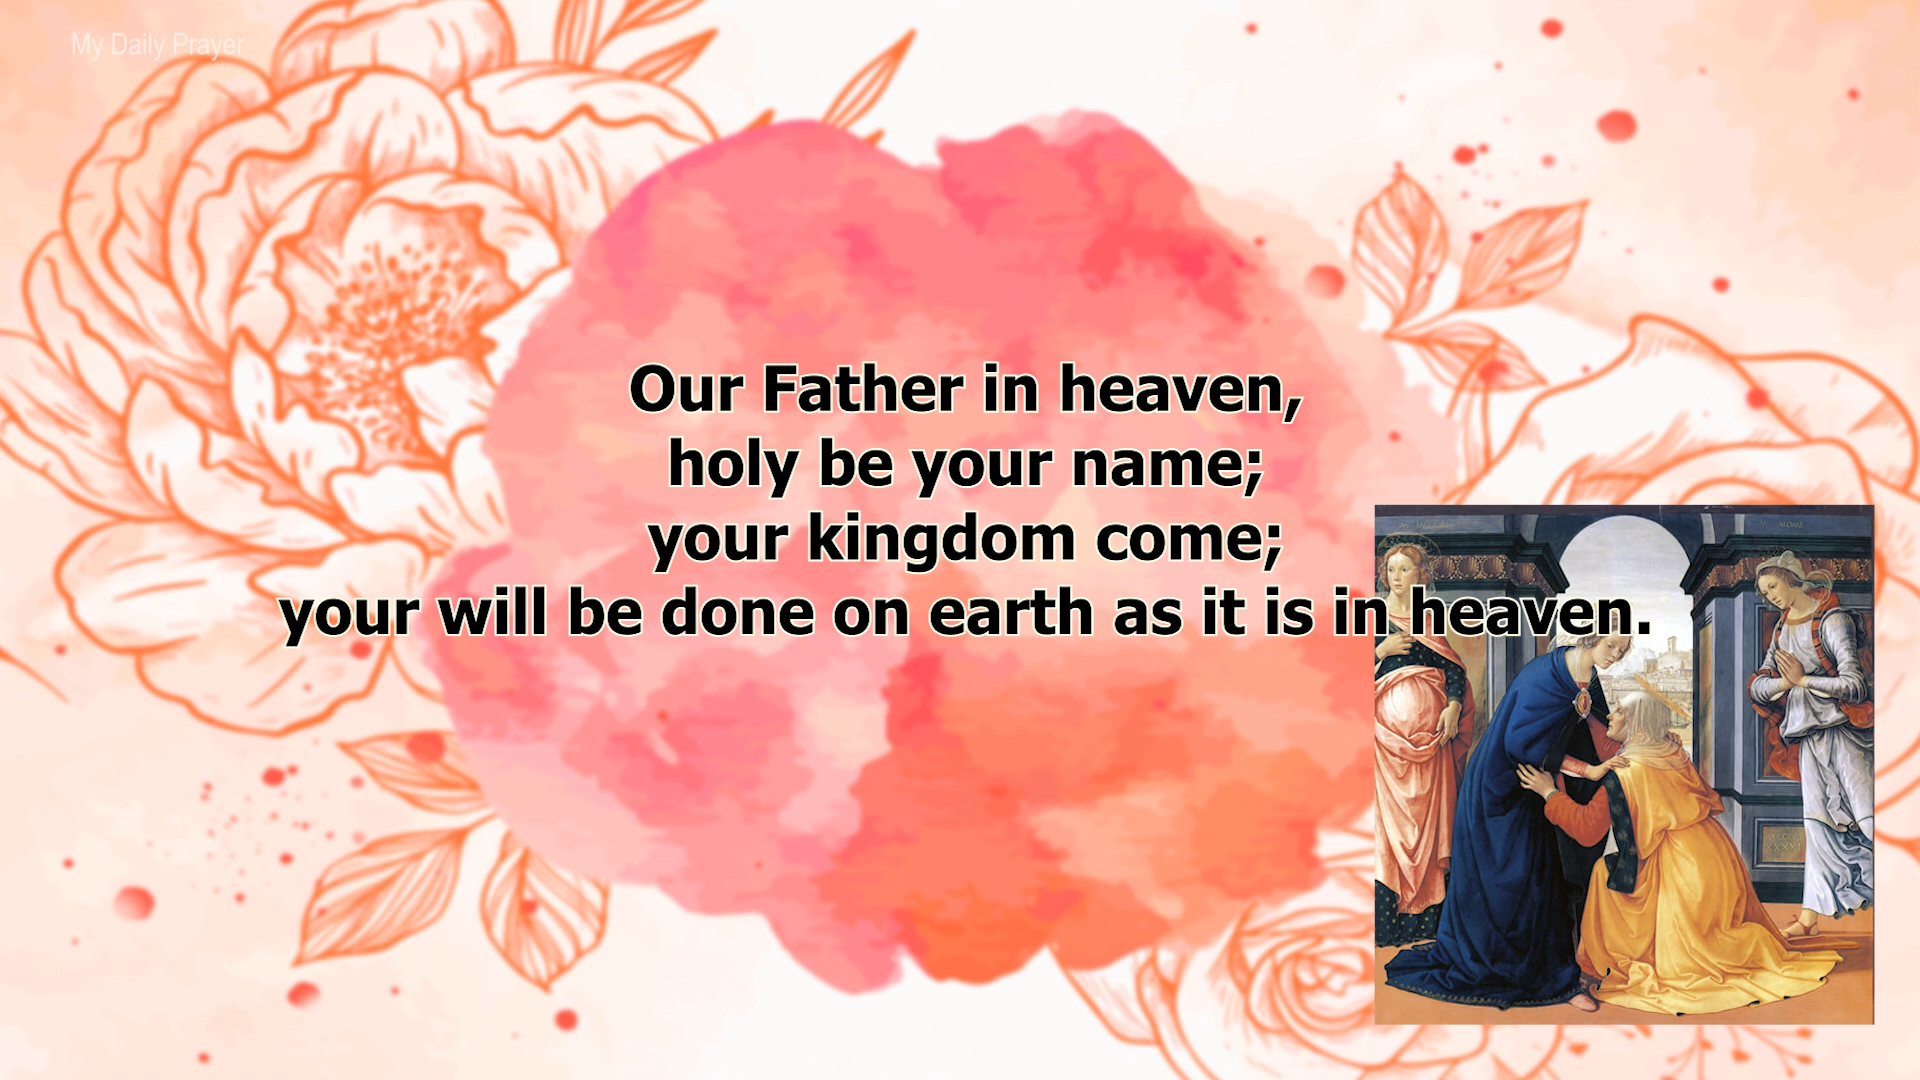 My Daily Prayer
Our Father in heaven,
holy be your name;
your kingdom come;
your will be done on earth as it is in heaven.